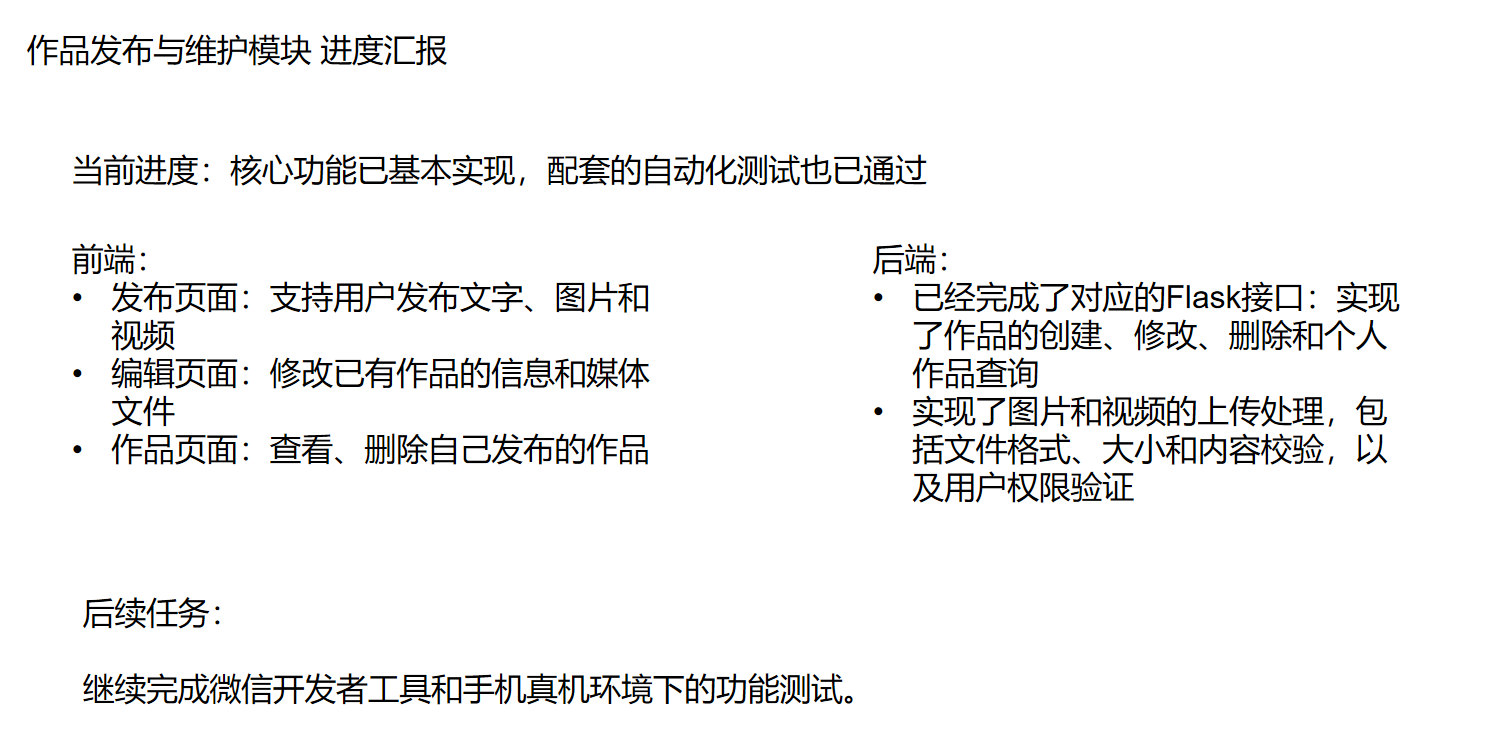 作品发布与维护模块 进度汇报
当前进度：核心功能已基本实现，配套的自动化测试也已通过
前端：
• 发布页面：支持用户发布文字、图片和
视频
• 编辑页面：修改已有作品的信息和媒体
文件
• 作品页面：查看、删除自己发布的作品
后端：
• 已经完成了对应的Flask接口：实现
了作品的创建、修改、删除和个人
作品查询
• 实现了图片和视频的上传处理，包
括文件格式、大小和内容校验，以
及用户权限验证
后续任务：
继续完成微信开发者工具和手机真机环境下的功能测试。